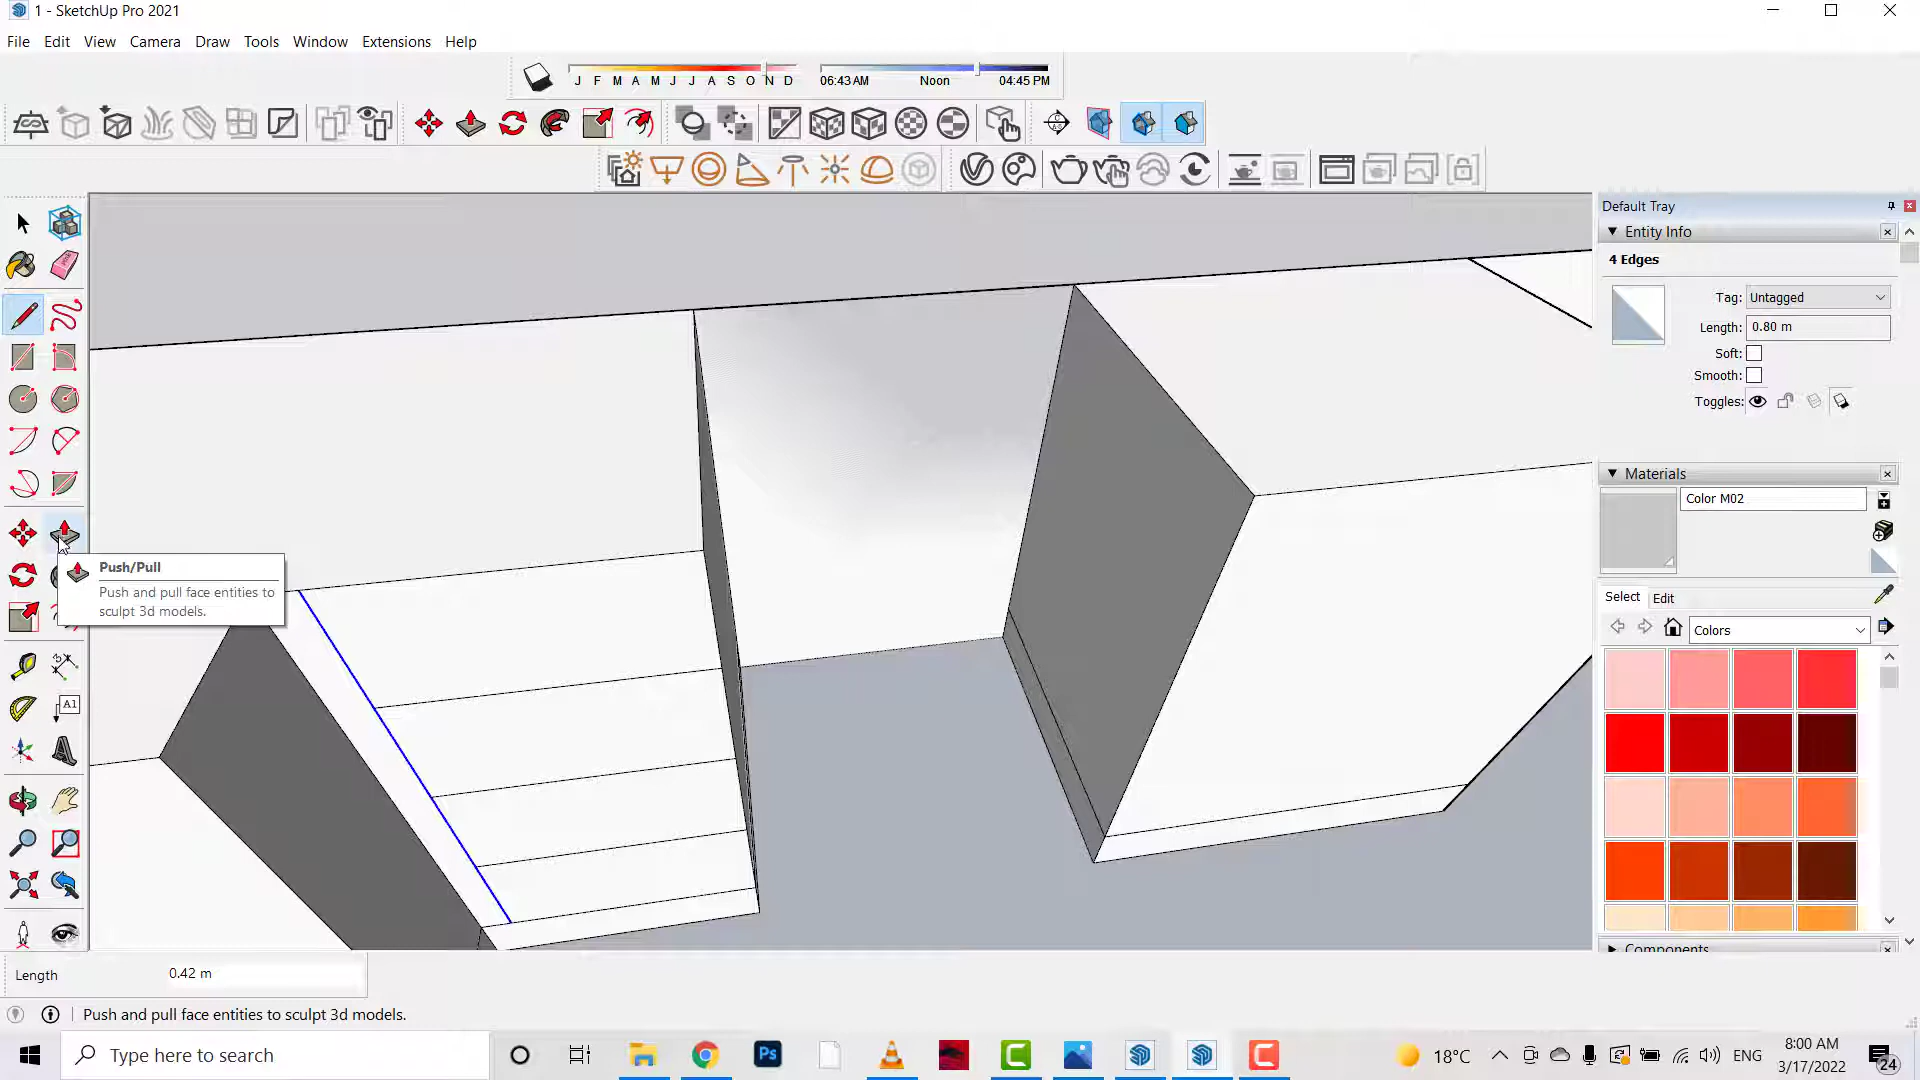 1 - SketchUp Pro 2021
File Edit View Camera Draw Tools Window Extensions Help
J F M A M J J A S O N D 06:43 AM Noon 04:45 PM
Default Tray
Entity Info
4 Edges
Tag: Untagged
Length: 0.80 m
Soft:
Smooth:
Toggles:
Materials
Color M02
Select Edit
Colors
Components
A1
Push/Pull
Push and pull face entities to
sculpt 3d models.
Length 0.42 m
Push and pull face entities to sculpt 3d models.
Type here to search
Ps
18°C
ENG
8:00 AM
3/17/2022
24